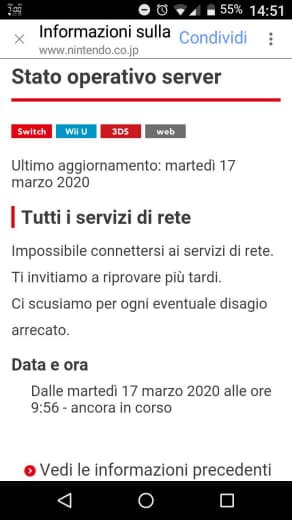 55% 14:51
Informazioni sulla Condividi
www.nintendo.co.jp
Stato operativo server
Switch Wii U 3DS web
Ultimo aggiornamento: martedì 17
marzo 2020
Tutti i servizi di rete
Impossibile connettersi ai servizi di rete.
Ti invitiamo a riprovare più tardi.
Ci scusiamo per ogni eventuale disagio
arrecato.
Data e ora
Dalle martedì 17 marzo 2020 alle ore
9:56 - ancora in corso
Vedi le informazioni precedenti